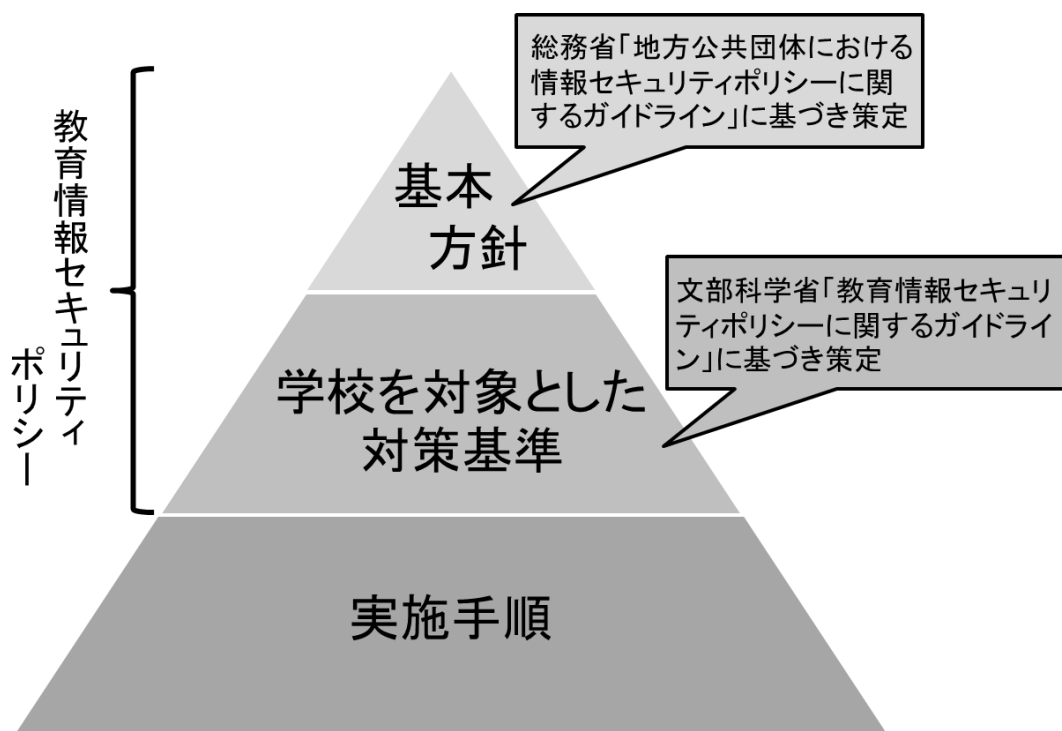 総務省「地方公共団体における
情報セキュリティポリシーに関
するガイドライン」に基づき策定
教育情報セキュリティ
ポリシー
基本
方針
文部科学省「教育情報セキュリ
ティポリシーに関するガイドライ
ン」に基づき策定
学校を対象とした
対策基準
実施手順